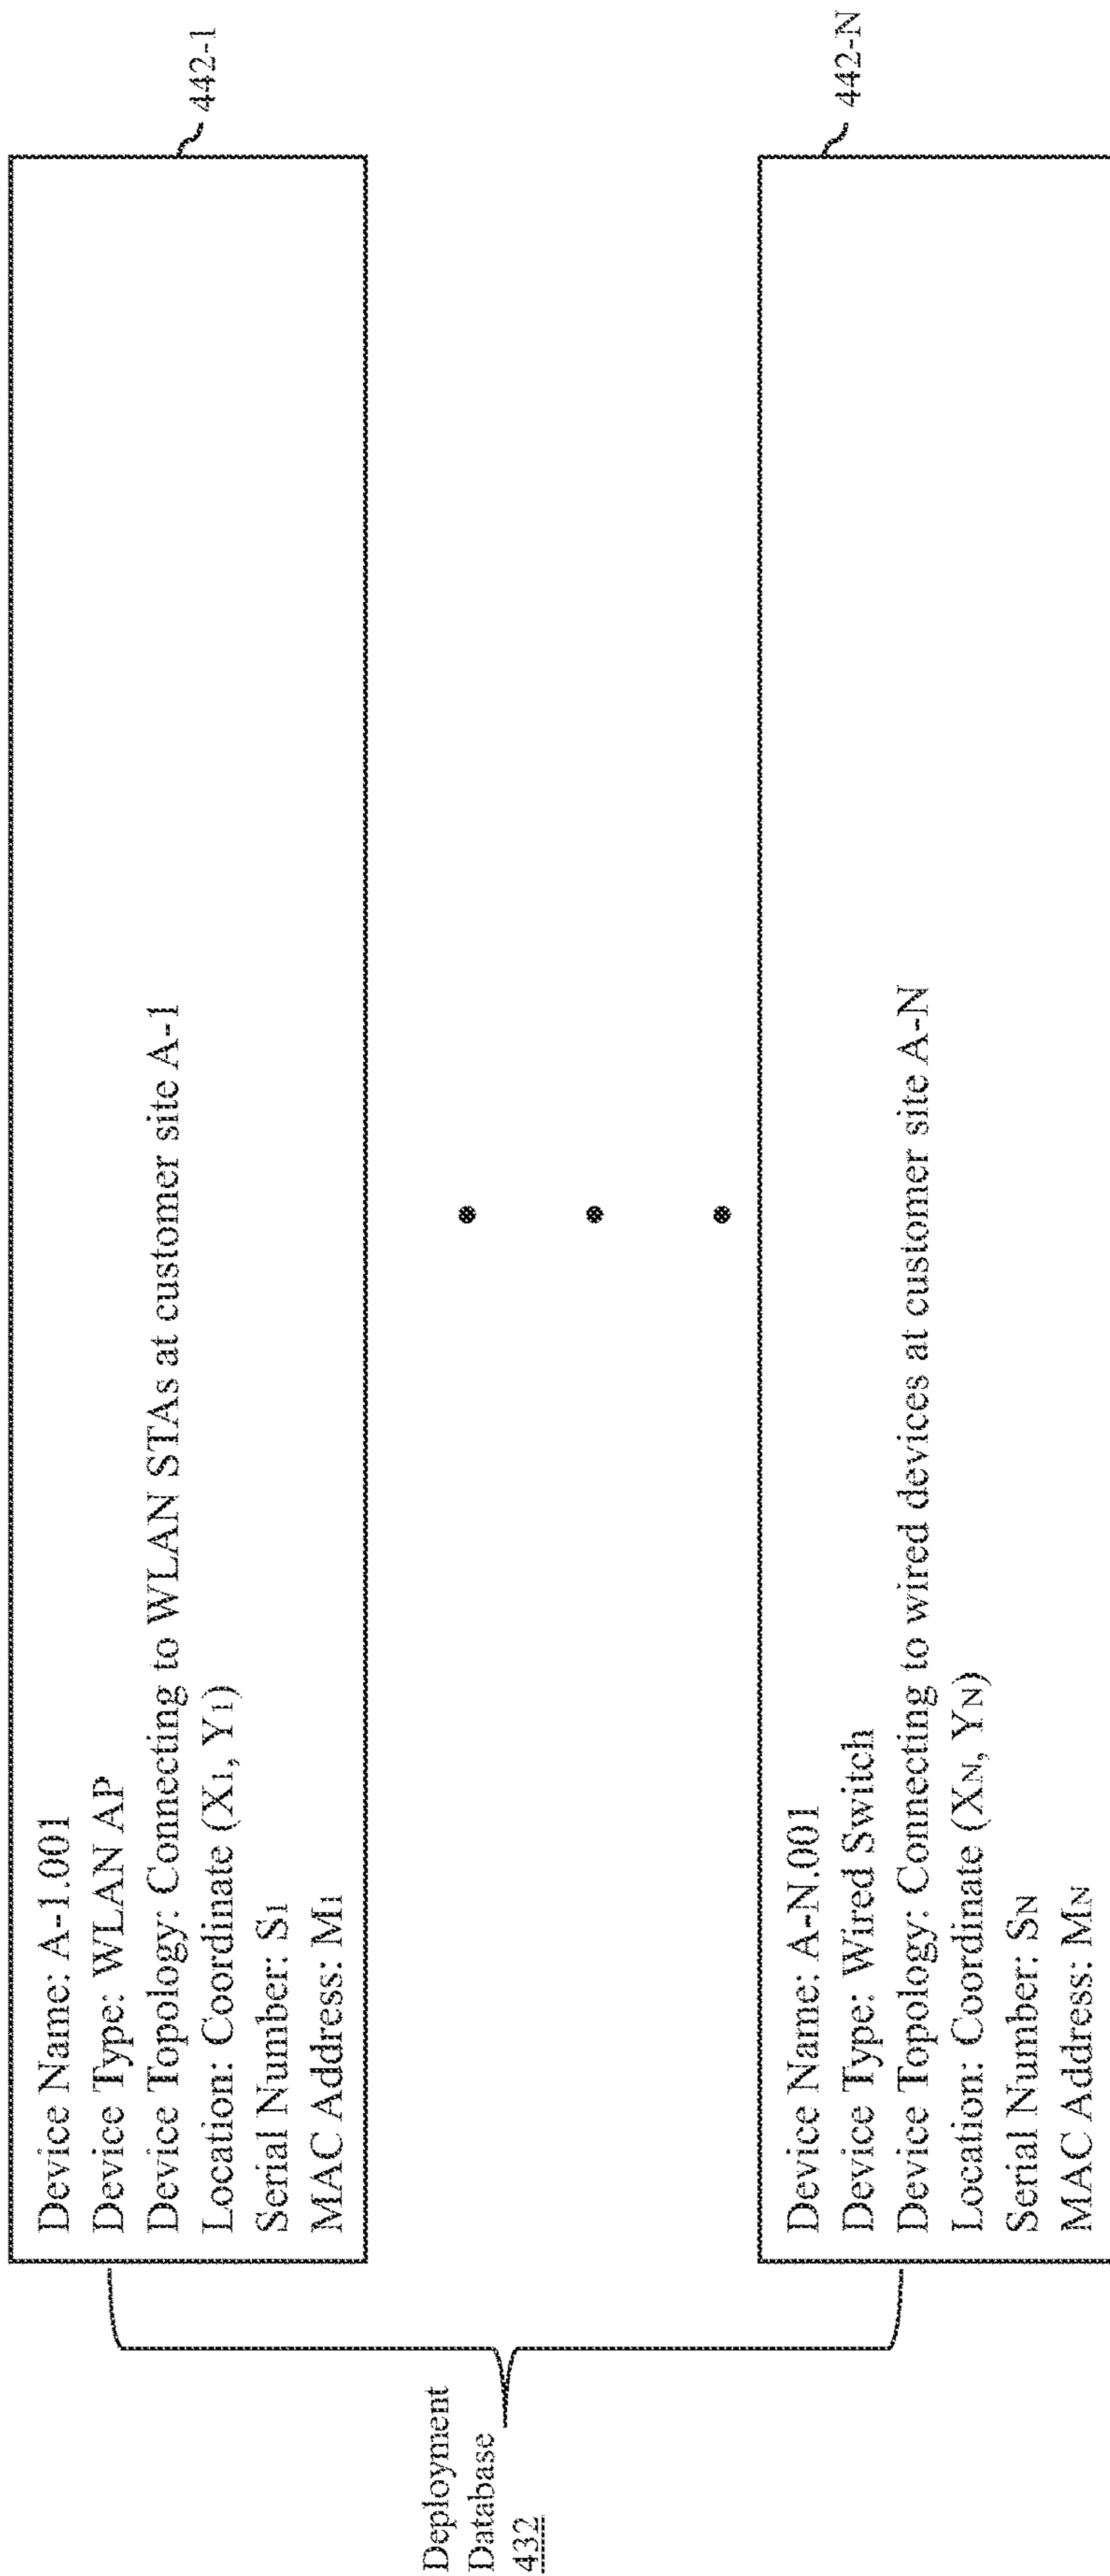 Deployment
Database
432
Device Name: A-1.001
Device Type: WLAN AP
Device Topology: Connecting to WLAN STAs at customer site A-1
Location: Coordinate (X1, Y1)
Serial Number: S1
MAC Address: M1
442-1
Device Name: A-N.001
Device Type: Wired Switch
Device Topology: Connecting to wired devices at customer site A-N
Location: Coordinate (XN, YN)
Serial Number: SN
MAC Address: MN
442-N